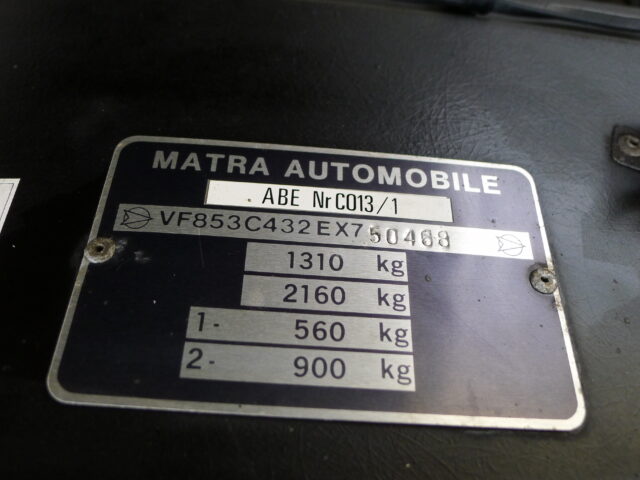 MATRA AUTOMOBILE
ABE Nr C013/1
VF853C432EX750468
1310 kg
2160 kg
1- 560 kg
2- 900 kg